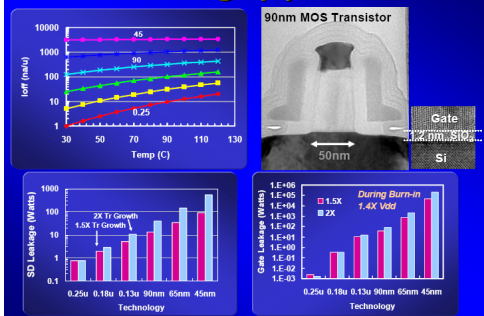 90nm MOS Transistor
10000
1000
100
10
1
Ioff (na/u)
45
90
0.25
30 50 70 90 110 130
Temp (C)
50nm
Gate
1.2 nm SiO₂
Si
1000
100
10
1
0.1
SD Leakage (Watts)
2X Tr Growth
1.5X Tr Growth
0.25u 0.18u 0.13u 90nm 65nm 45nm
Technology
1.E+06
1.E+05
1.E+04
1.E+03
1.E+02
1.E+01
1.E+00
1.E-01
1.E-02
1.E-03
Gate Leakage (Watts)
1.5X
2X
During Burn-in
1.4X Vdd
0.25u 0.18u 0.13u 90nm 65nm 45nm
Technology